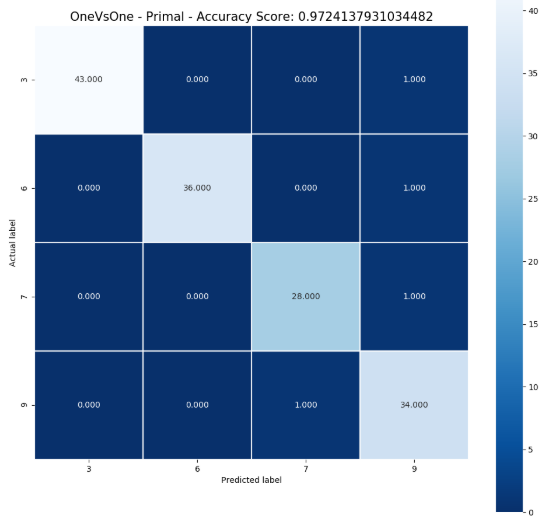 OneVsOne - Primal - Accuracy Score: 0.9724137931034482
40
35
30
25
20
15
10
5
0
Actual label
3 43.000 0.000 0.000 1.000
6 0.000 36.000 0.000 1.000
7 0.000 0.000 28.000 1.000
9 0.000 0.000 1.000 34.000
3 6 7 9
Predicted label